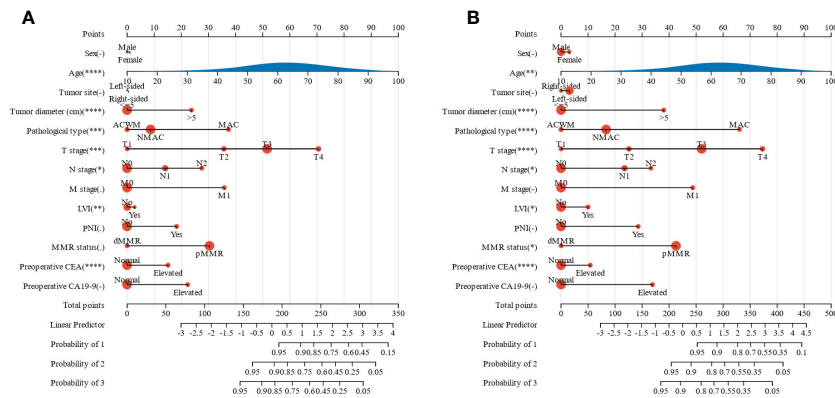 A
Points 0 10 20 30 40 50 60 70 80 90 100
Sex(-) Male Female
Age(****) 10 20 30 40 50 60 70 80 90 100
Tumor site(-) Left-sided Right-sided
Tumor diameter (cm)(****) >5
Pathological type(***) ACWM NMAC MAC
T stage(***) T1 T2 T3 T4
N stage(*) N0 N1 N2
M stage(.) M0 M1
LVI(**) No Yes
PNI(.) No Yes
MMR status(.) dMMR pMMR
Preoperative CEA(****) Normal Elevated
Preoperative CA19-9(-) Normal Elevated
Total points 0 50 100 150 200 250 300 350
Linear Predictor -3 -2.5 -2 -1.5 -1 -0.5 0 0.5 1 1.5 2 2.5 3 3.5 4
Probability of 1 0.95 0.90 0.85 0.75 0.60 0.45 0.15
Probability of 2 0.95 0.90 0.85 0.75 0.60 0.45 0.25 0.05
Probability of 3 0.95 0.90 0.85 0.75 0.60 0.45 0.25 0.05
B
Points 0 10 20 30 40 50 60 70 80 90 100
Sex(-) Male Female
Age(**) 10 20 30 40 50 60 70 80 90 100
Tumor site(-) Right-sided Left-sided
Tumor diameter (cm)(****) >5
Pathological type(****) ACWM NMAC MAC
T stage(****) T1 T2 T3 T4
N stage(*) N0 N1 N2
M stage(-) M0 M1
LVI(*) No Yes
PNI(-) No Yes
MMR status(*) dMMR pMMR
Preoperative CEA(****) Normal Elevated
Preoperative CA19-9(-) Normal Elevated
Total points 0 50 100 150 200 250 300 350 400 450 500
Linear Predictor -3 -2.5 -2 -1.5 -1 -0.5 0 0.5 1 1.5 2 2.5 3 3.5 4.5
Probability of 1 0.95 0.9 0.8 0.7 0.55 0.35 0.1
Probability of 2 0.95 0.9 0.8 0.7 0.55 0.35 0.05
Probability of 3 0.95 0.9 0.8 0.7 0.55 0.35 0.05